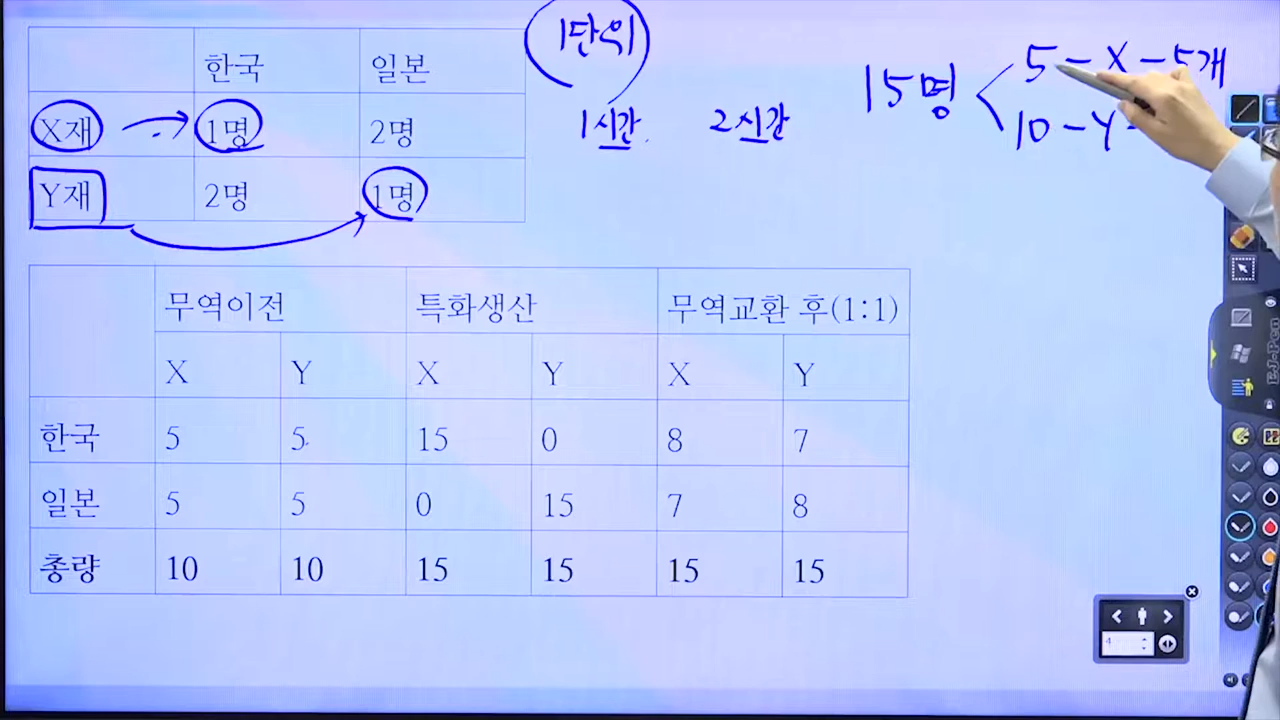 한국 일본
X재 1명 2명
Y재 2명 1명
1단위
1시간 2시간
15명
5-X-5개
10-Y-
무역이전 특화생산 무역교환 후(1:1)
X Y X Y X Y
한국 5 5 15 0 8 7
일본 5 5 0 15 7 8
총량 10 10 15 15 15 15
4